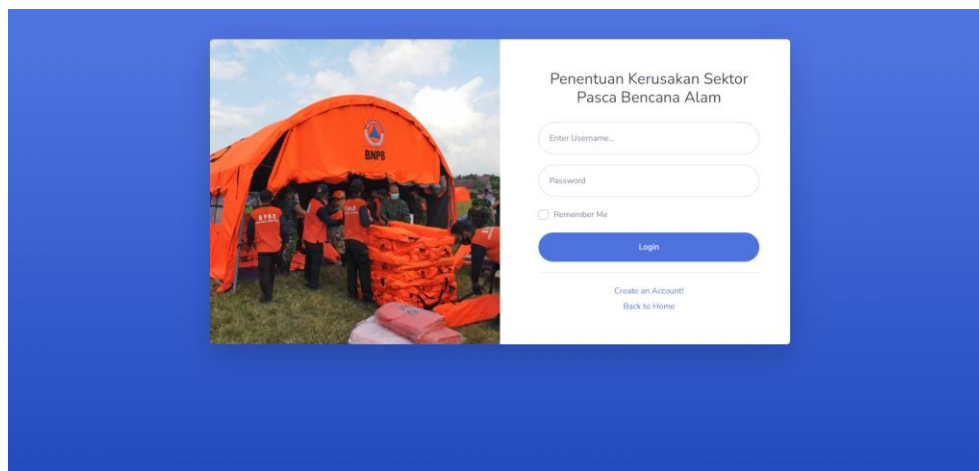 BNPB
BPBD
Penentuan Kerusakan Sektor
Pasca Bencana Alam
Enter Username...
Password
Remember Me
Login
Create an Account!
Back to Home